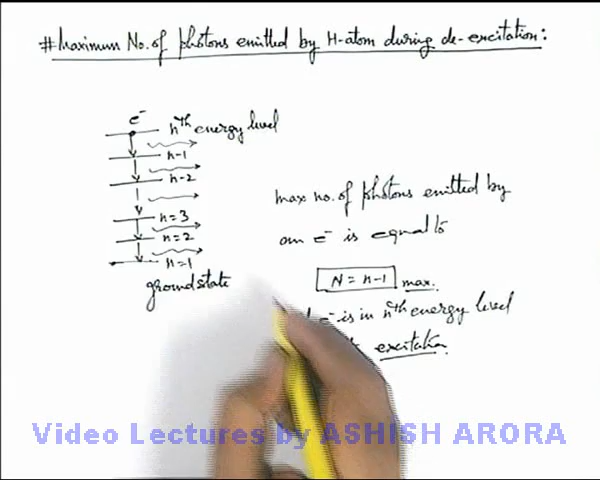 # Maximum No. of photons emitted by H-atom during de-excitation:
e⁻
nth energy level
n-1
n-2
n=3
n=2
n=1
ground state
max no. of photons emitted by
an e⁻ is equal to
N = n-1 max.
e⁻ is in nth energy level
excitation.
Video Lectures by ASHISH ARORA